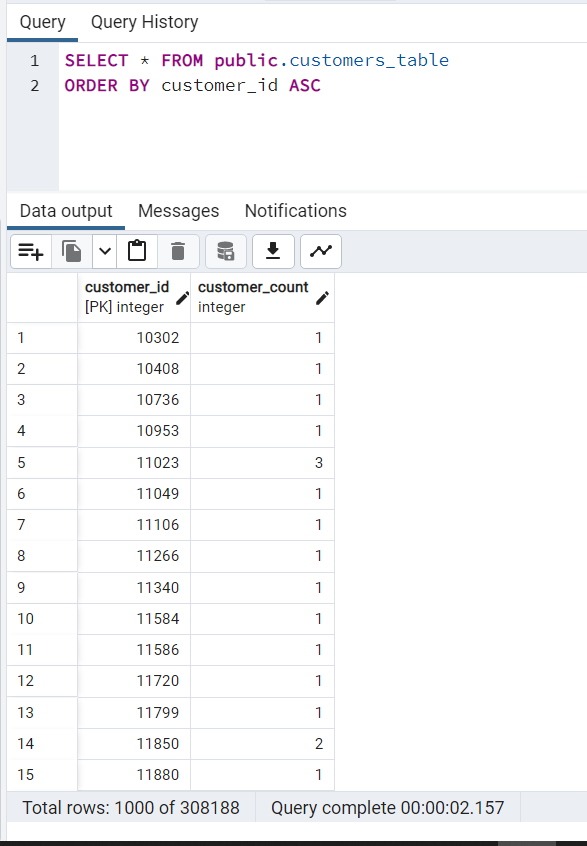 Query Query History
1 SELECT * FROM public.customers_table
2 ORDER BY customer_id ASC
Data output Messages Notifications
customer_id customer_count
[PK] integer integer
1 10302 1
2 10408 1
3 10736 1
4 10953 1
5 11023 3
6 11049 1
7 11106 1
8 11266 1
9 11340 1
10 11584 1
11 11586 1
12 11720 1
13 11799 1
14 11850 2
15 11880 1
Total rows: 1000 of 308188 Query complete 00:00:02.157